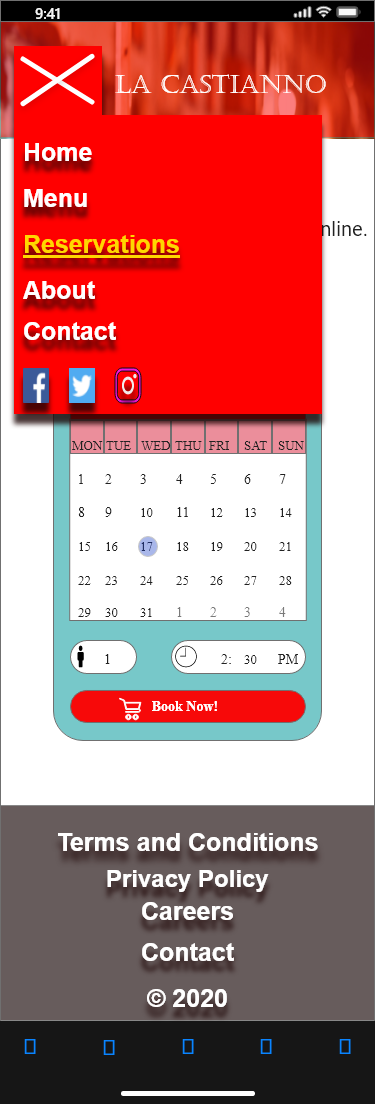 9:41
LA CASTIANNO
Home
Menu
Reservations
nline.
About
Contact
MON TUE WED THU FRI SAT SUN
1 2 3 4 5 6 7
8 9 10 11 12 13 14
15 16 17 18 19 20 21
22 23 24 25 26 27 28
29 30 31 1 2 3 4
1 2: 30 PM
Book Now!
Terms and Conditions
Privacy Policy
Careers
Contact
© 2020